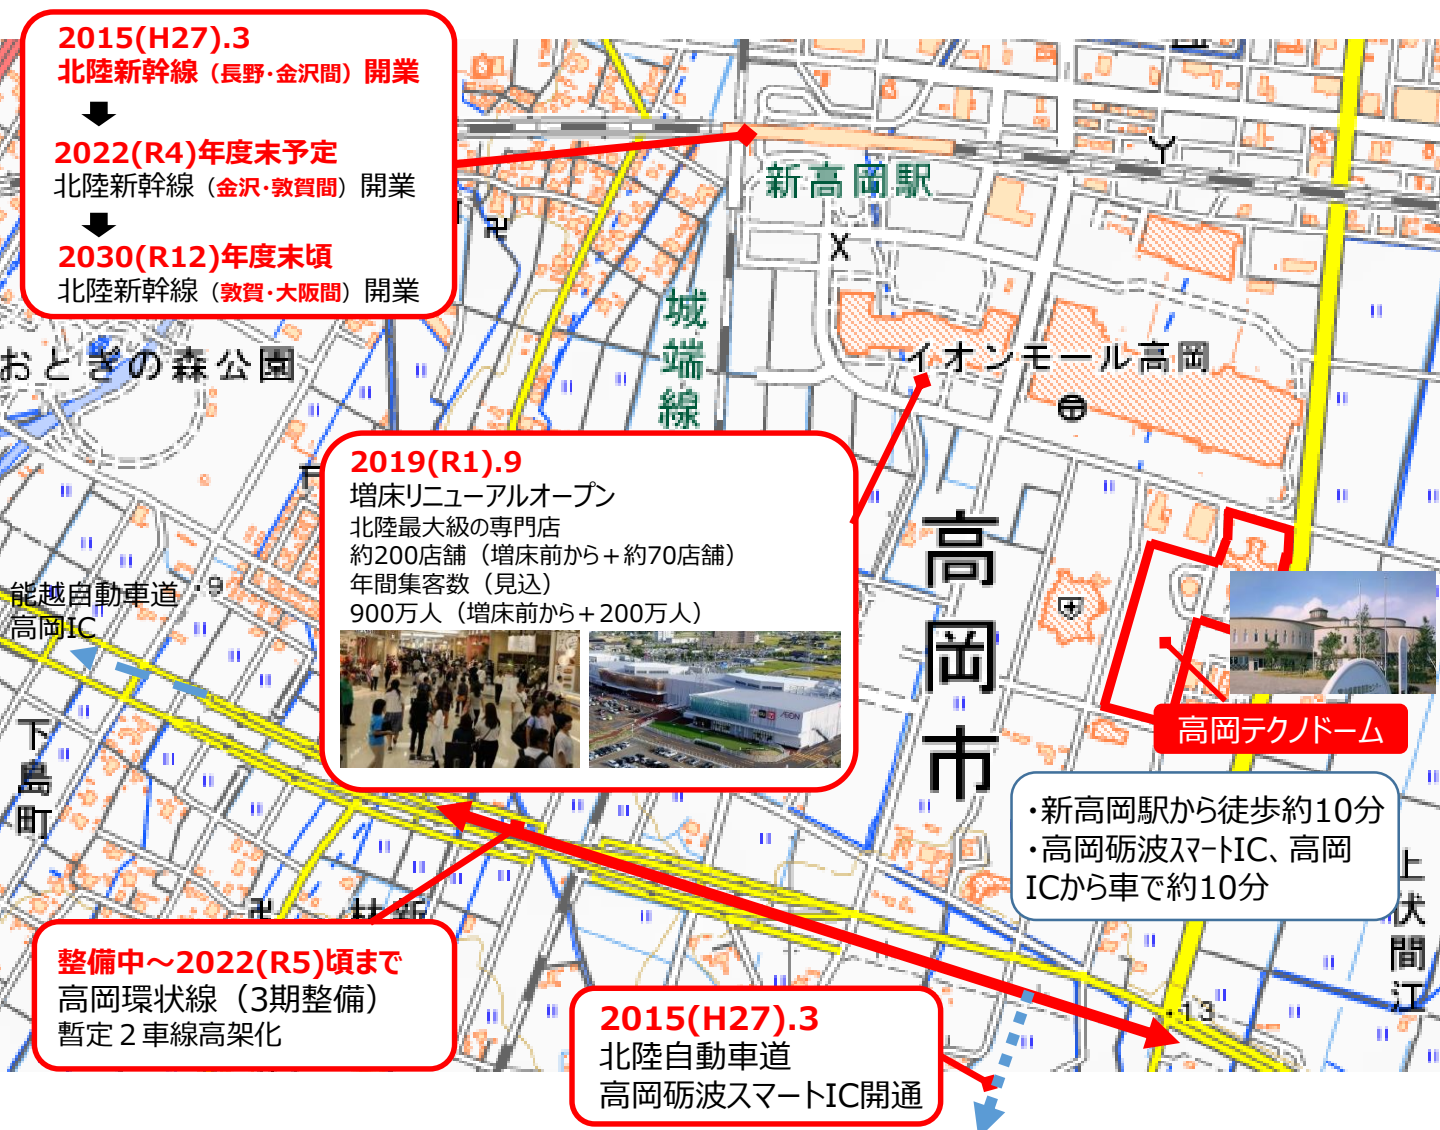 2015(H27).3
北陸新幹線（長野･金沢間）開業
2022(R4)年度末予定
北陸新幹線（金沢･敦賀間）開業
2030(R12)年度末頃
北陸新幹線（敦賀･大阪間）開業
新高岡駅
城端線
おとぎの森公園
イオンモール高岡
2019(R1).9
増床リニューアルオープン
北陸最大級の専門店
約200店舗（増床前から＋約70店舗）
年間集客数（見込）
900万人（増床前から＋200万人）
AEON
高岡市
能越自動車道
高岡IC
9
下島町
高岡テクノドーム
・新高岡駅から徒歩約10分
・高岡砺波ｽﾏｰﾄIC、高岡
ICから車で約10分
上伏間江
林新
整備中～2022(R5)頃まで
高岡環状線（3期整備）
暫定２車線高架化
2015(H27).3
北陸自動車道
高岡砺波スマートIC開通
13